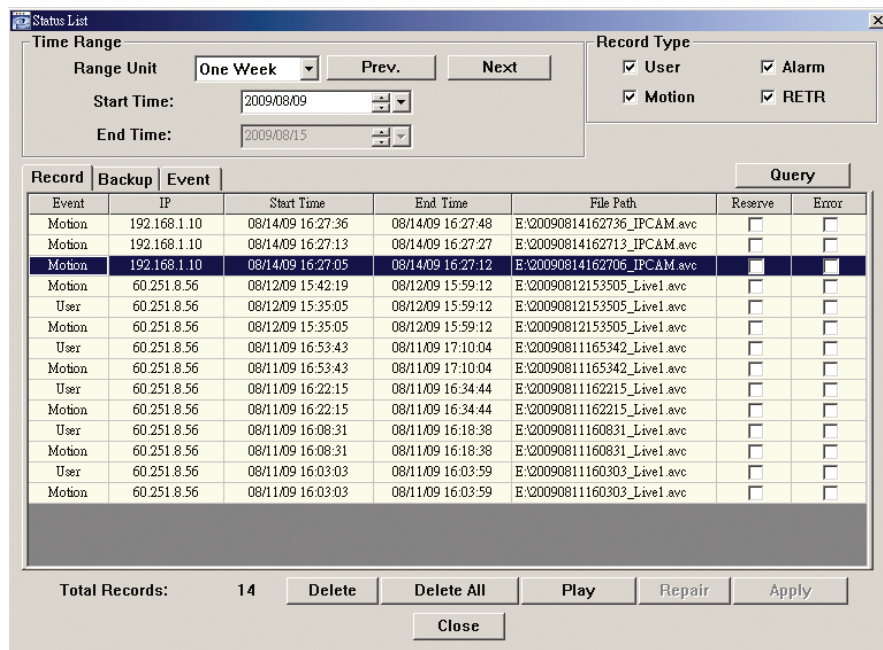 Status List
Time Range
Range Unit One Week Prev. Next
Start Time: 2009/08/09
End Time: 2009/08/15
Record Type
User Alarm
Motion RETR
Record Backup Event Query
Event IP Start Time End Time File Path Reserve Error
Motion 192.168.1.10 08/14/09 16:27:36 08/14/09 16:27:48 E:\20090814162736_IPCAM.avc
Motion 192.168.1.10 08/14/09 16:27:13 08/14/09 16:27:27 E:\20090814162713_IPCAM.avc
Motion 192.168.1.10 08/14/09 16:27:05 08/14/09 16:27:12 E:\20090814162706_IPCAM.avc
Motion 60.251.8.56 08/12/09 15:42:19 08/12/09 15:59:12 E:\20090812153505_Live1.avc
User 60.251.8.56 08/12/09 15:35:05 08/12/09 15:59:12 E:\20090812153505_Live1.avc
Motion 60.251.8.56 08/12/09 15:35:05 08/12/09 15:59:12 E:\20090812153505_Live1.avc
User 60.251.8.56 08/11/09 16:53:43 08/11/09 17:10:04 E:\20090811165342_Live1.avc
Motion 60.251.8.56 08/11/09 16:53:43 08/11/09 17:10:04 E:\20090811165342_Live1.avc
User 60.251.8.56 08/11/09 16:22:15 08/11/09 16:34:44 E:\20090811162215_Live1.avc
Motion 60.251.8.56 08/11/09 16:22:15 08/11/09 16:34:44 E:\20090811162215_Live1.avc
User 60.251.8.56 08/11/09 16:08:31 08/11/09 16:18:38 E:\20090811160831_Live1.avc
Motion 60.251.8.56 08/11/09 16:08:31 08/11/09 16:18:38 E:\20090811160831_Live1.avc
User 60.251.8.56 08/11/09 16:03:03 08/11/09 16:03:59 E:\20090811160303_Live1.avc
Motion 60.251.8.56 08/11/09 16:03:03 08/11/09 16:03:59 E:\20090811160303_Live1.avc
Total Records: 14 Delete Delete All Play Repair Apply
Close